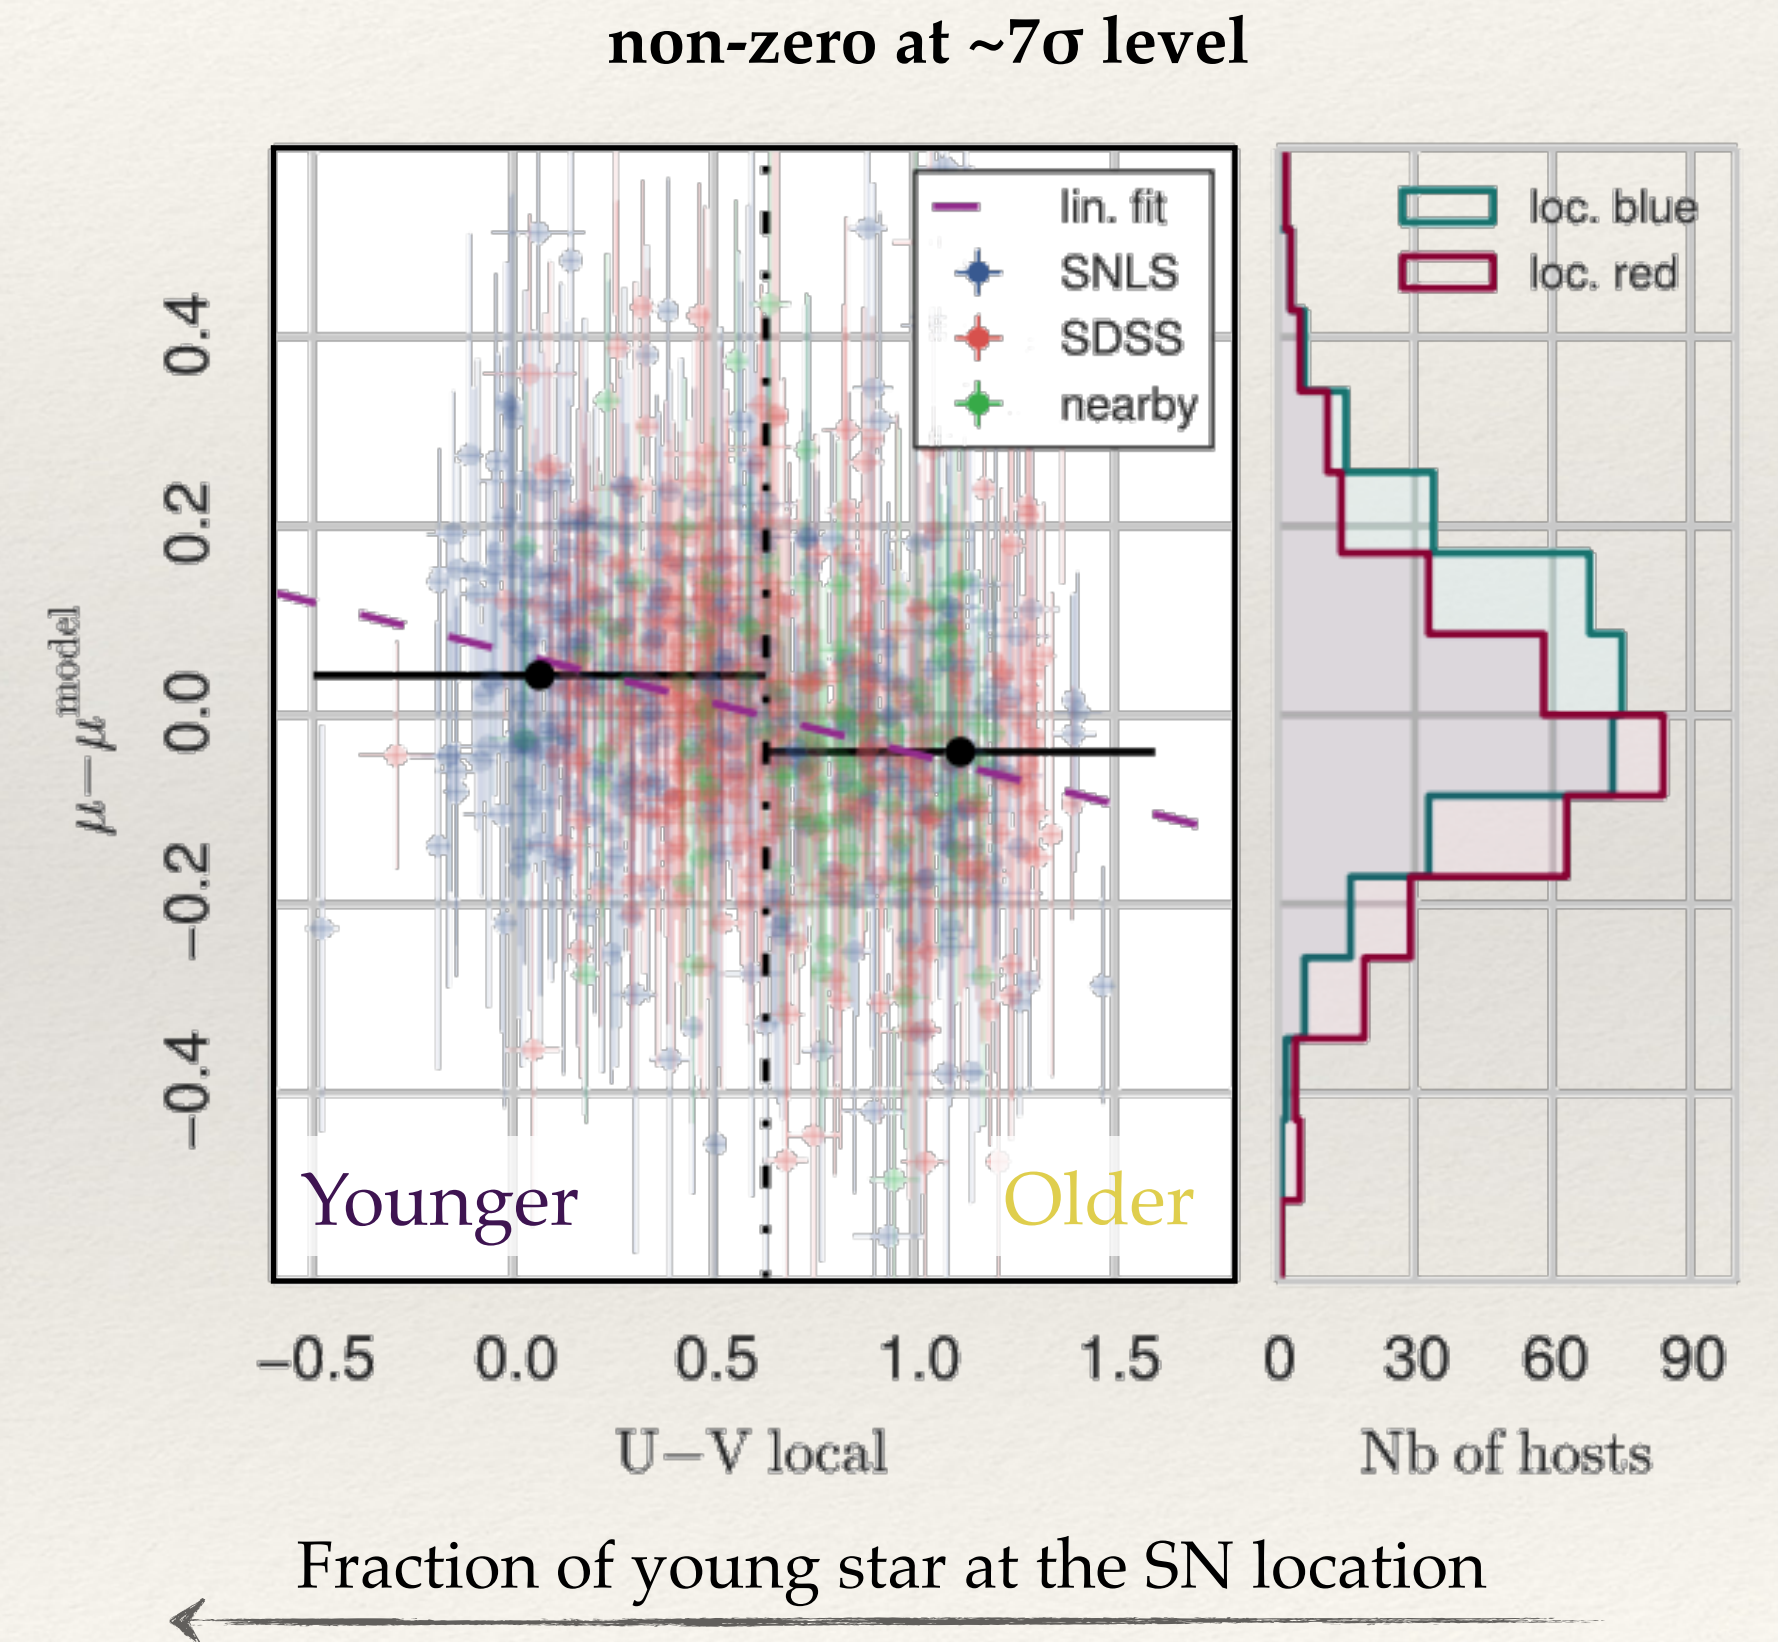 non-zero at ~7σ level
lin. fit
SNLS
SDSS
nearby
loc. blue
loc. red
0.4
0.2
0.0
−0.2
−0.4
μ−μ^model
Younger
Older
−0.5 0.0 0.5 1.0 1.5
0 30 60 90
U−V local
Nb of hosts
Fraction of young star at the SN location